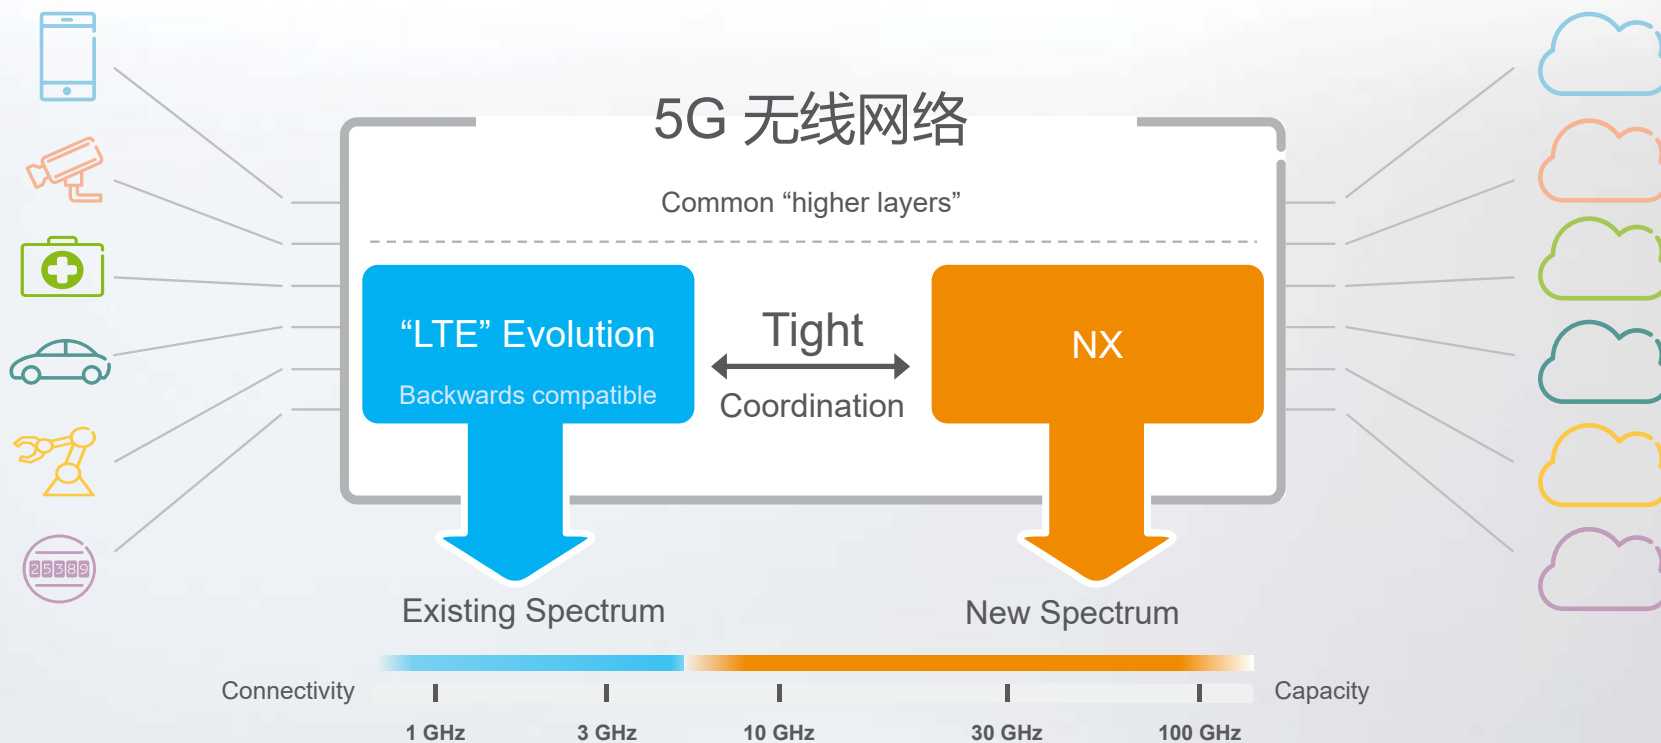 5G 无线网络
Common “higher layers”
“LTE” Evolution
Backwards compatible
Tight
Coordination
NX
25389
Existing Spectrum
New Spectrum
Connectivity
Capacity
1 GHz
3 GHz
10 GHz
30 GHz
100 GHz